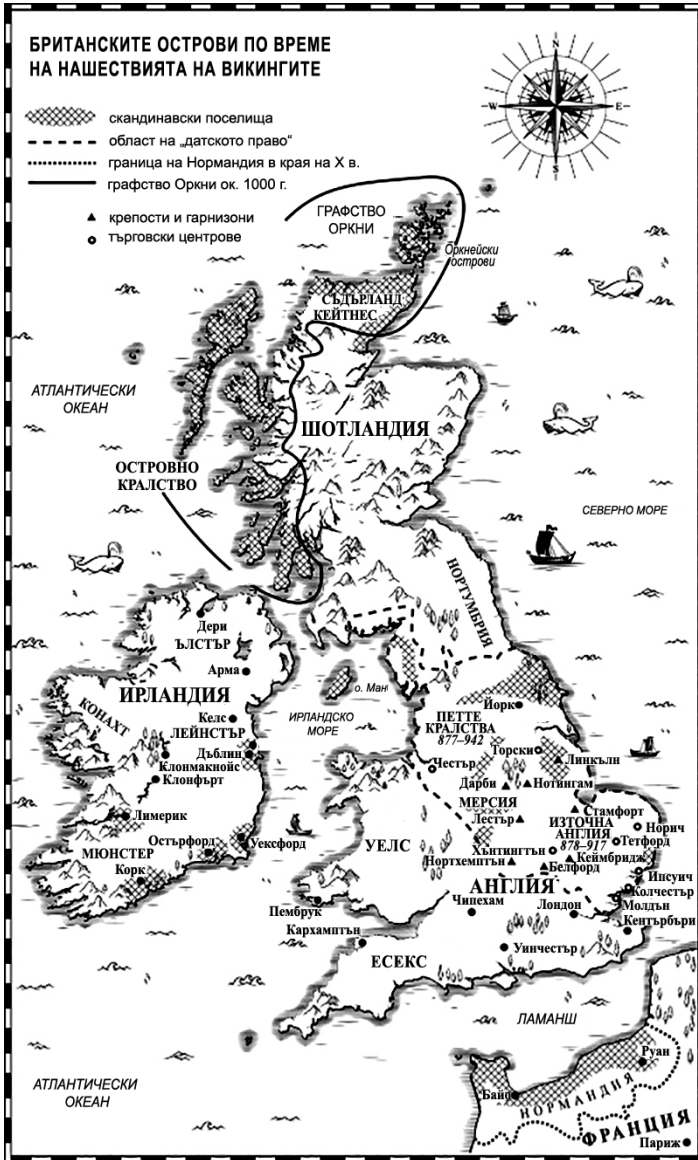 БРИТАНСКИТЕ ОСТРОВИ ПО ВРЕМЕ
НА НАШЕСТВИЯТА НА ВИКИНГИТЕ
скандинавски поселища
област на „датското право“
граница на Нормандия в края на X в.
графство Оркни ок. 1000 г.
крепости и гарнизони
търговски центрове
N
W
E
S
ГРАФСТВО
ОРКНИ
Оркнейски
острови
СЪДЪРЛАНД
КЕЙТНЕС
АТЛАНТИЧЕСКИ
ОКЕАН
ШОТЛАНДИЯ
ОСТРОВНО
КРАЛСТВО
СЕВЕРНО МОРЕ
НОРТУМБРИЯ
Дери
ЪЛСТЪР
Арма
ИРЛАНДИЯ
КОНАХТ
о. Ман
Келс
ЛЕЙНСТЪР
ИРЛАНДСКО
МОРЕ
Йорк
ПЕТТЕ
КРАЛСТВА
877–942
Дъблин
Клонмакнойс
Клонфърт
Торски
Линкълн
Честър
Дарби
Нотингам
МЕРСИЯ
Стамфорт
Лестър
Лимерик
ИЗТОЧНА
АНГЛИЯ
878–917
Норич
Тетфорд
Остърфорд
Уексфорд
УЕЛС
Хънтингтън
Нортхемптън
Кеймбридж
Белфорд
МЮНСТЕР
Корк
Ипсуич
АНГЛИЯ
Колчестър
Молдън
Пембрук
Чипехам
Лондон
Кентърбъри
Кархамптън
Уинчестър
ЕСЕКС
ЛАМАНШ
Руан
АТЛАНТИЧЕСКИ
ОКЕАН
Байо
НОРМАНДИЯ
ФРАНЦИЯ
Париж